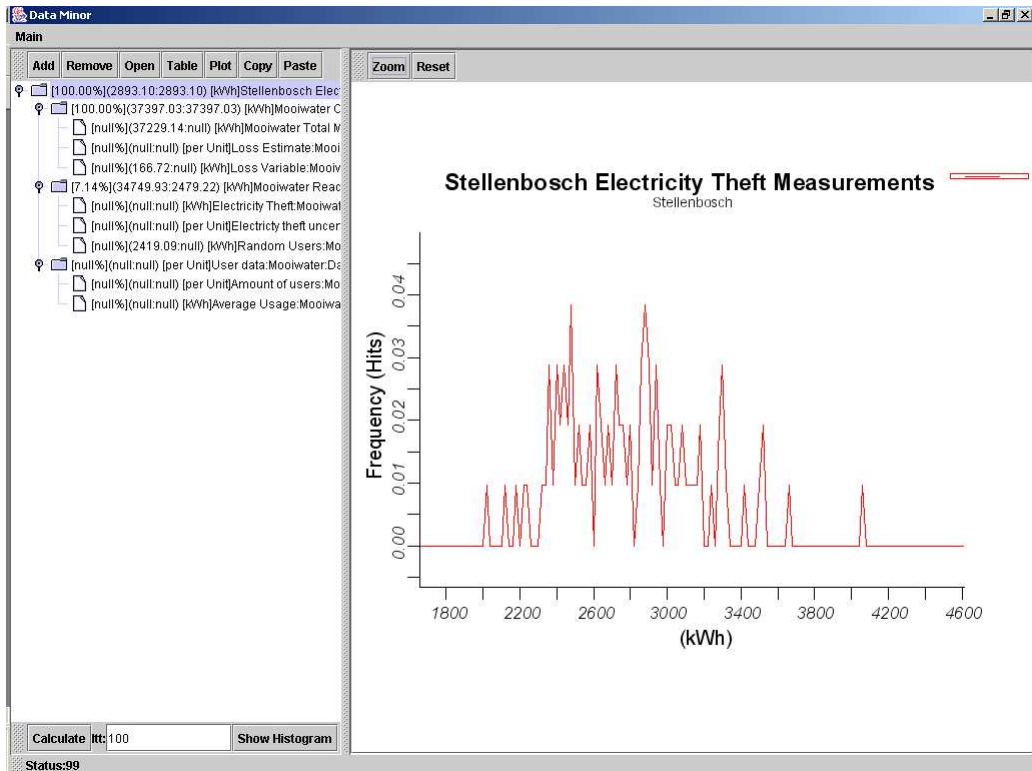 Data Minor
Main
Add Remove Open Table Plot Copy Paste
[100.00%](2893.10:2893.10) [kWh]Stellenbosch Elec
[100.00%](37397.03:37397.03) [kWh]Mooiwater C
[null%](37229.14:null) [kWh]Mooiwater Total M
[null%](null:null) [per Unit]Loss Estimate:Mooi
[null%](166.72:null) [kWh]Loss Variable:Mooiw
[7.14%](34749.93:2479.22) [kWh]Mooiwater Reac
[null%](null:null) [kWh]Electricity Theft:Mooiwat
[null%](null:null) [per Unit]Electricty theft uncer
[null%](2419.09:null) [kWh]Random Users:Mo
[null%](null:null) [per Unit]User data:Mooiwater:Da
[null%](null:null) [per Unit]Amount of users:Mo
[null%](null:null) [kWh]Average Usage:Mooiwa
Calculate Itt: 100 Show Histogram
Status:99
Zoom Reset
Stellenbosch Electricity Theft Measurements
Stellenbosch
Frequency (Hits)
0.04
0.03
0.02
0.01
0.00
1800 2200 2600 3000 3400 3800 4200 4600
(kWh)